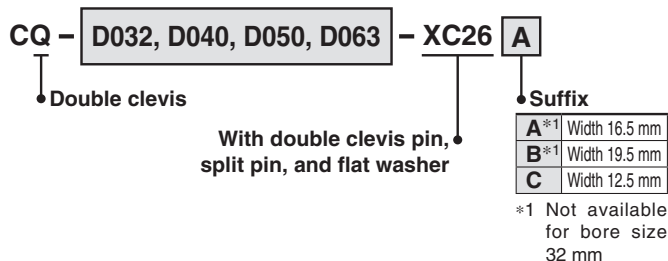 CQ – D032, D040, D050, D063 – XC26 A
Double clevis
With double clevis pin,
split pin, and flat washer
Suffix
A*1 Width 16.5 mm
B*1 Width 19.5 mm
C Width 12.5 mm
*1 Not available
for bore size
32 mm